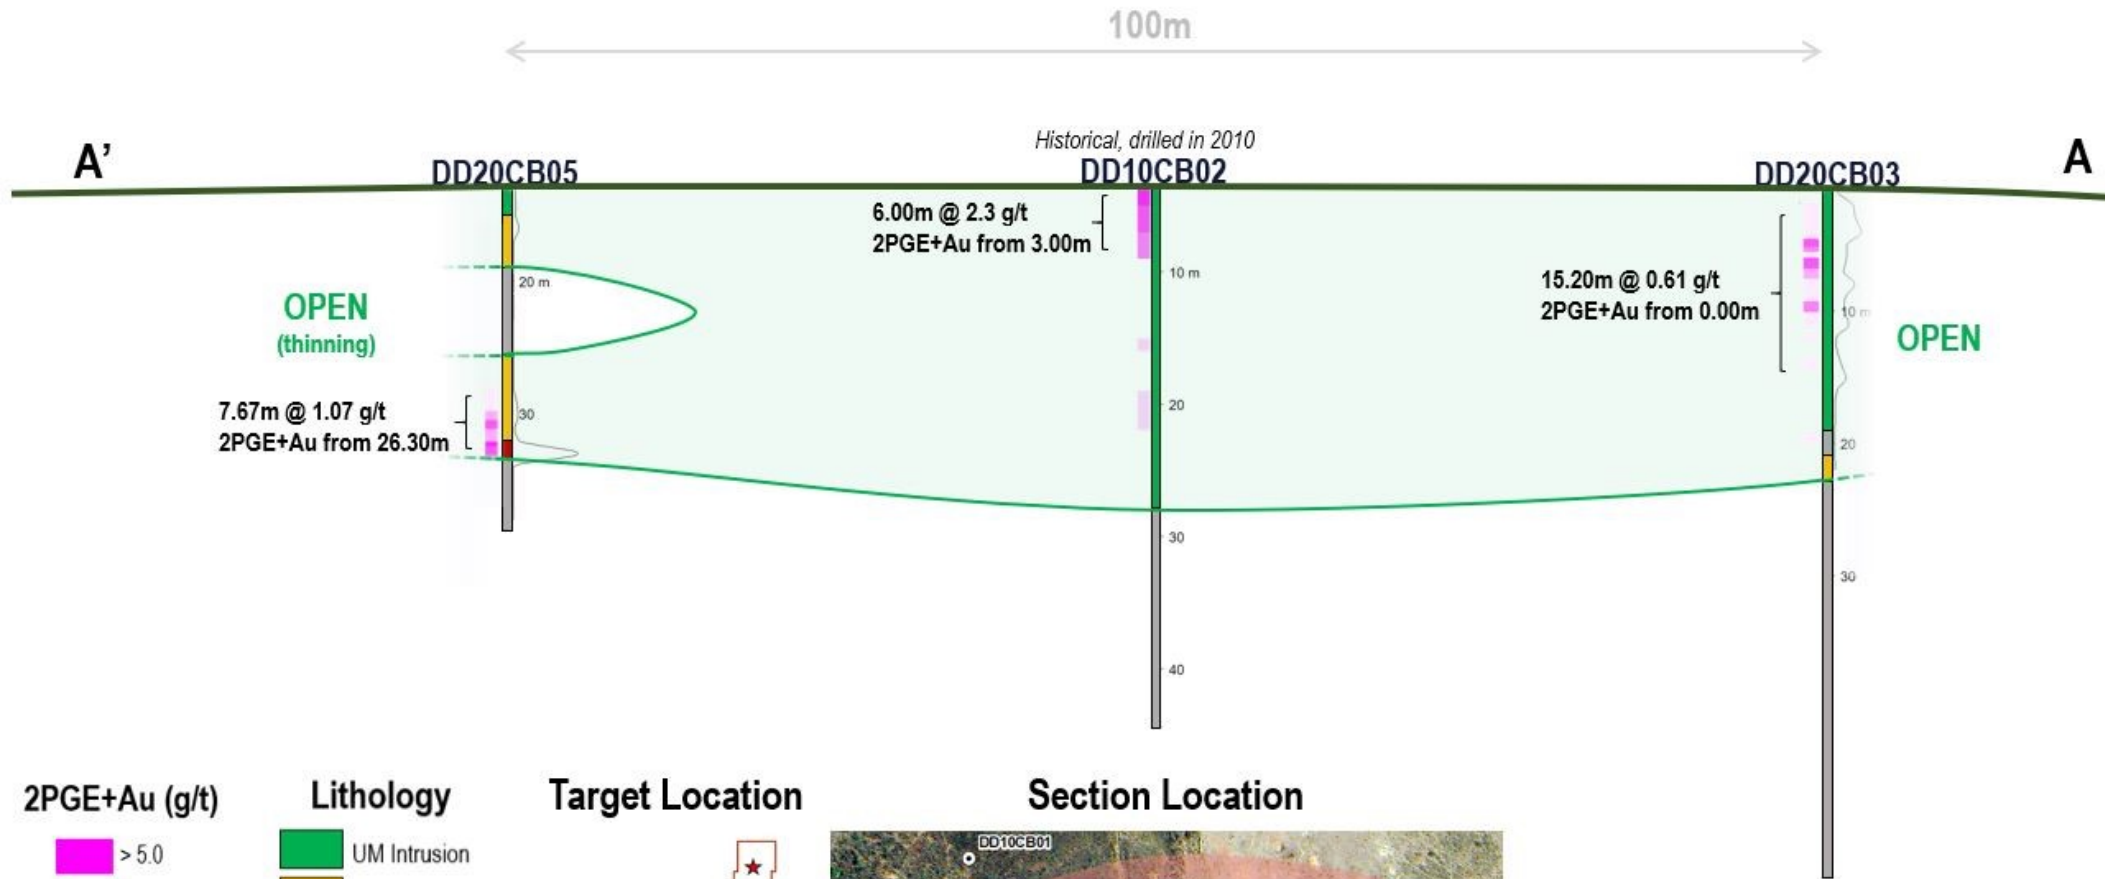 100m
Historical, drilled in 2010
A'
DD20CB05
DD10CB02
DD20CB03
A
6.00m @ 2.3 g/t
2PGE+Au from 3.00m
10 m
20
30
40
20 m
30
OPEN
(thinning)
7.67m @ 1.07 g/t
2PGE+Au from 26.30m
15.20m @ 0.61 g/t
2PGE+Au from 0.00m
10 m
20
30
OPEN
2PGE+Au (g/t)
> 5.0
Lithology
UM Intrusion
Target Location
Section Location
DD10CB01